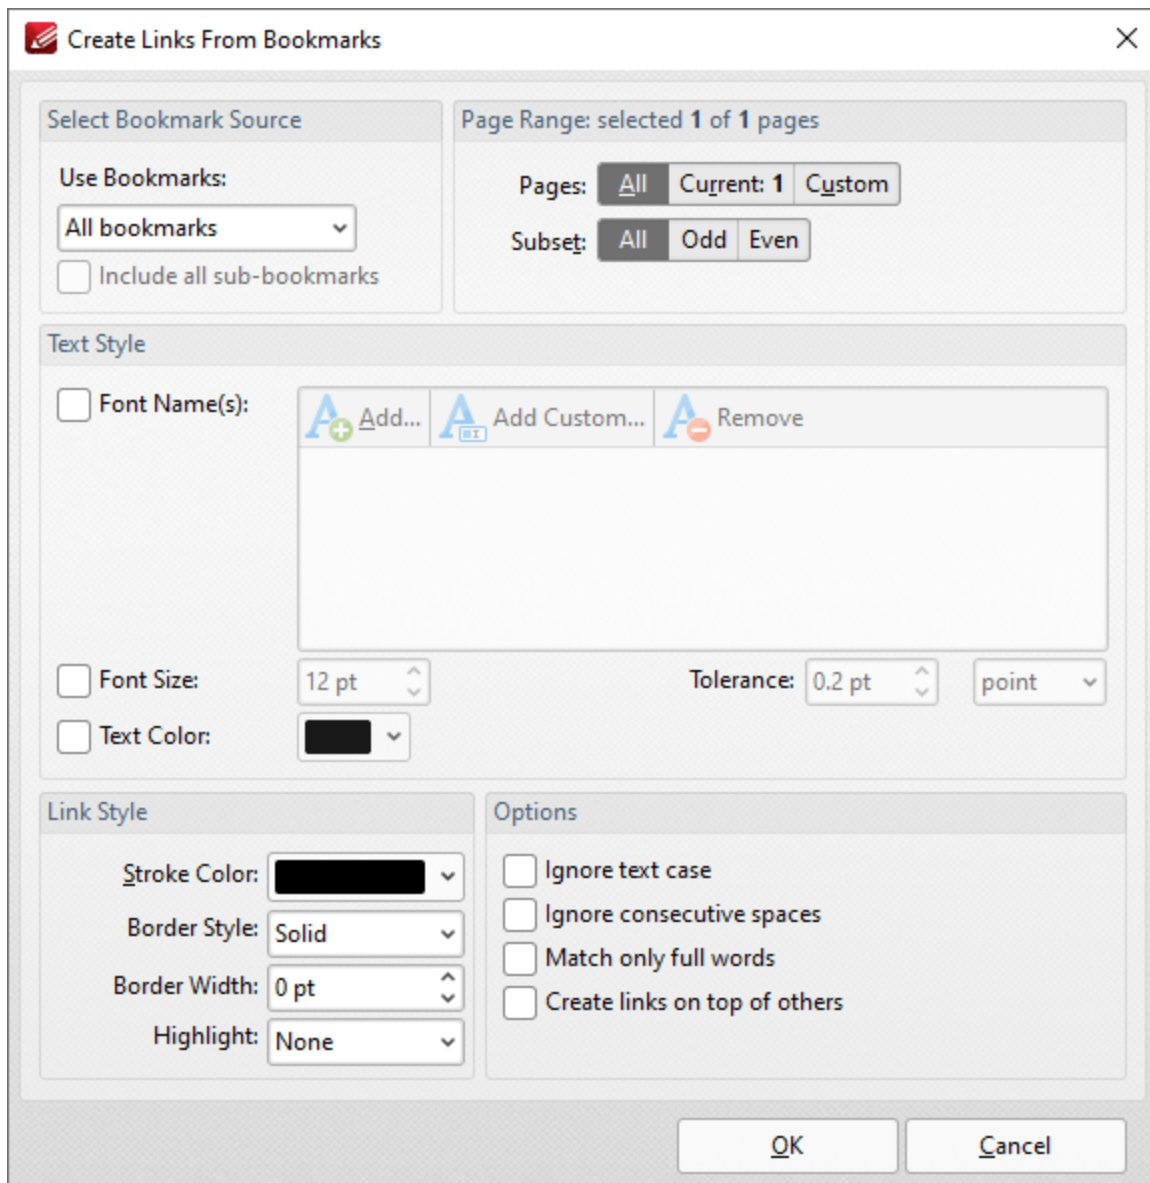 Create Links From Bookmarks
Select Bookmark Source
Use Bookmarks:
All bookmarks
Include all sub-bookmarks
Page Range: selected 1 of 1 pages
Pages: All Current: 1 Custom
Subset: All Odd Even
Text Style
Font Name(s): Add... Add Custom... Remove
Font Size: 12 pt Tolerance: 0.2 pt point
Text Color:
Link Style
Stroke Color:
Border Style: Solid
Border Width: 0 pt
Highlight: None
Options
Ignore text case
Ignore consecutive spaces
Match only full words
Create links on top of others
OK Cancel